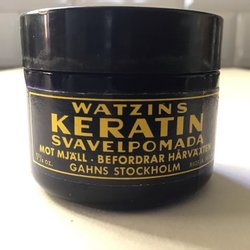 WATZINS
KERATIN
SVAVELPOMADA
MOT MJÄLL · BEFORDRAR HÅRVÄXTEN
GAHNS STOCKHOLM